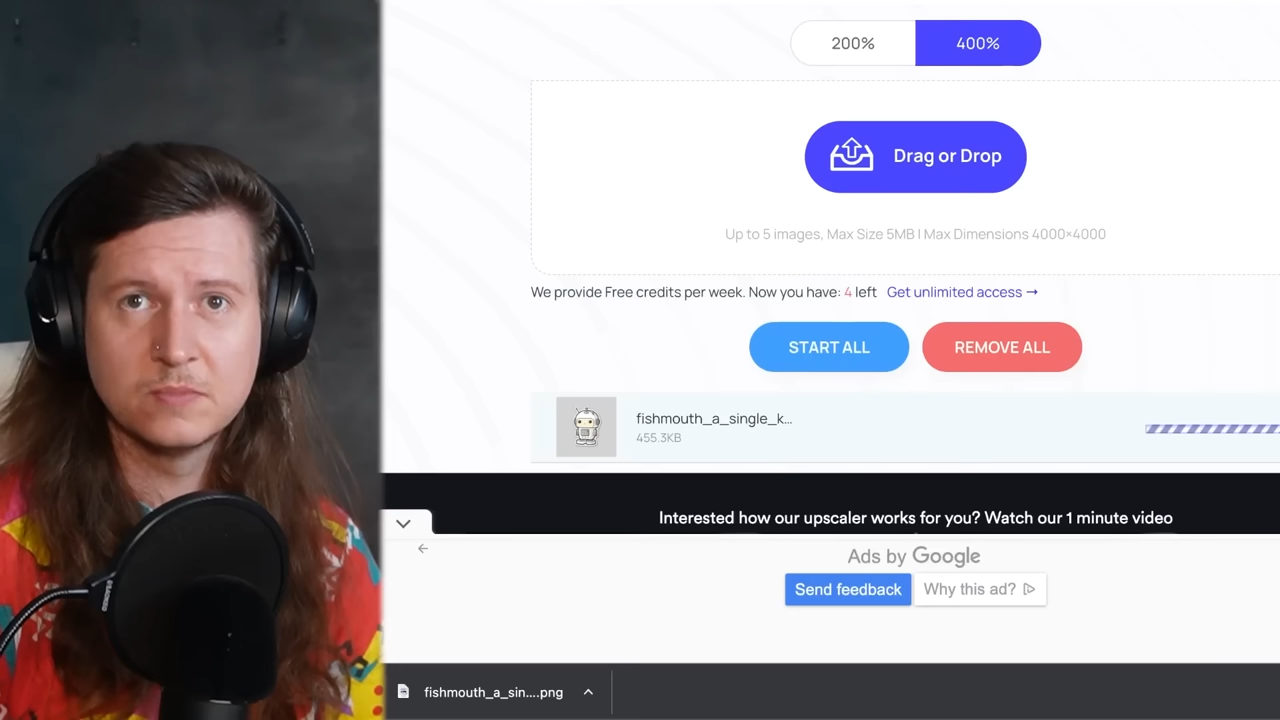 200%
400%
Drag or Drop
Up to 5 images, Max Size 5MB | Max Dimensions 4000×4000
We provide Free credits per week. Now you have: 4 left Get unlimited access →
START ALL
REMOVE ALL
fishmouth_a_single_k...
455.3KB
Interested how our upscaler works for you? Watch our 1 minute video
Ads by Google
Send feedback
Why this ad?
fishmouth_a_sin....png